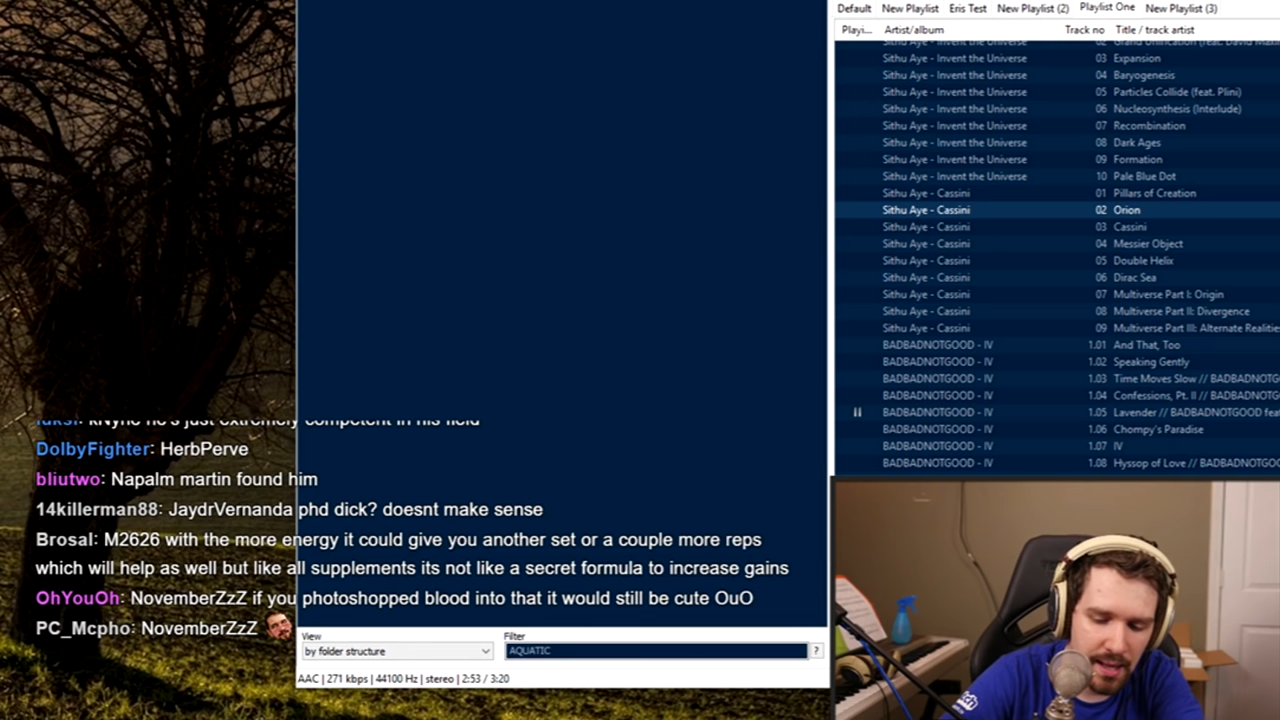 Default New Playlist Eris Test New Playlist (2) Playlist One New Playlist (3)
Playi... Artist/album Track no Title / track artist
Sithu Aye - Invent the Universe 02 Grand Unification (feat. David
Sithu Aye - Invent the Universe 03 Expansion
Sithu Aye - Invent the Universe 04 Baryogenesis
Sithu Aye - Invent the Universe 05 Particles Collide (feat. Plini)
Sithu Aye - Invent the Universe 06 Nucleosynthesis (Interlude)
Sithu Aye - Invent the Universe 07 Recombination
Sithu Aye - Invent the Universe 08 Dark Ages
Sithu Aye - Invent the Universe 09 Formation
Sithu Aye - Invent the Universe 10 Pale Blue Dot
Sithu Aye - Cassini 01 Pillars of Creation
Sithu Aye - Cassini 02 Orion
Sithu Aye - Cassini 03 Cassini
Sithu Aye - Cassini 04 Messier Object
Sithu Aye - Cassini 05 Double Helix
Sithu Aye - Cassini 06 Dirac Sea
Sithu Aye - Cassini 07 Multiverse Part I: Origin
Sithu Aye - Cassini 08 Multiverse Part II: Divergence
Sithu Aye - Cassini 09 Multiverse Part III: Alternate Realitie
BADBADNOTGOOD - IV 1.01 And That, Too
BADBADNOTGOOD - IV 1.02 Speaking Gently
BADBADNOTGOOD - IV 1.03 Time Moves Slow // BADBADNOTG
BADBADNOTGOOD - IV 1.04 Confessions, Pt. II // BADBADNOTG
BADBADNOTGOOD - IV 1.05 Lavender // BADBADNOTGOOD fea
BADBADNOTGOOD - IV 1.06 Chompy's Paradise
BADBADNOTGOOD - IV 1.07 IV
BADBADNOTGOOD - IV 1.08 Hyssop of Love // BADBADNOTGO
he's just extremely competent in his field
DolbyFighter: HerbPerve
bliutwo: Napalm martin found him
14killerman88: JaydrVernanda phd dick? doesnt make sense
Brosal: M2626 with the more energy it could give you another set or a couple more reps
which will help as well but like all supplements its not like a secret formula to increase gains
OhYouOh: NovemberZzZ if you photoshopped blood into that it would still be cute OuO
PC_Mcpho: NovemberZzZ
View Filter
by folder structure AQUATIC ?
AAC | 271 kbps | 44100 Hz | stereo | 2:53 / 3:20